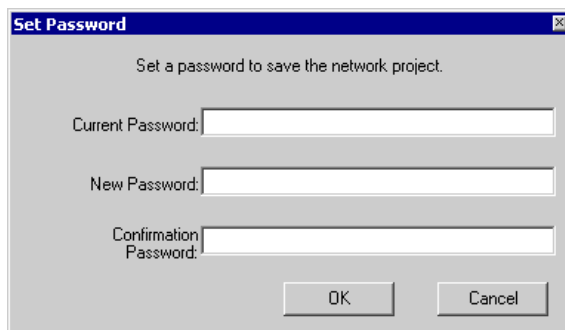 Set Password
Set a password to save the network project.
Current Password:
New Password:
Confirmation
Password:
OK
Cancel